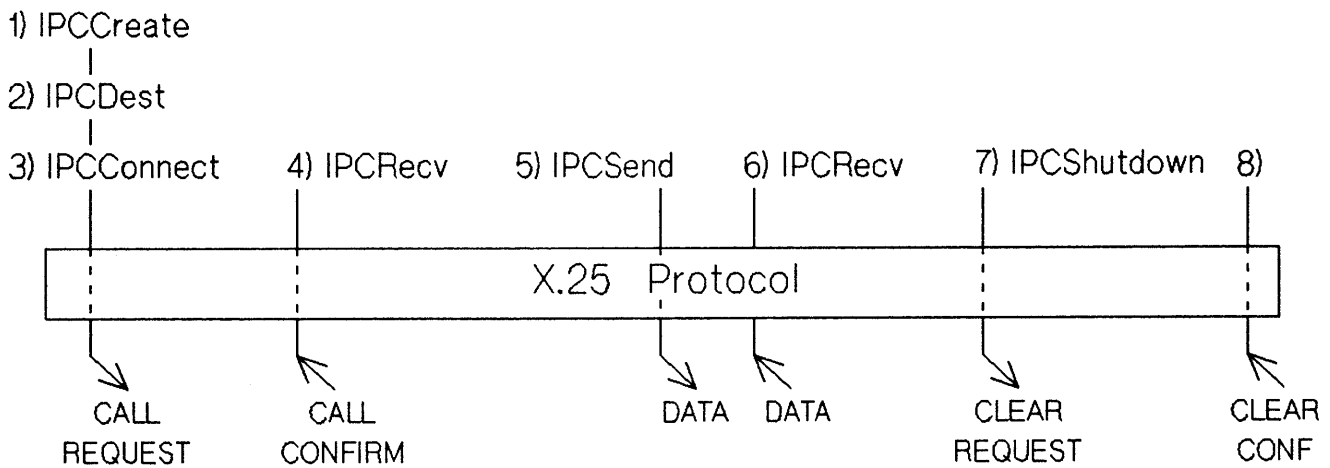 1) IPCCreate
2) IPCDest
3) IPCConnect 4) IPCRecv 5) IPCSend 6) IPCRecv 7) IPCShutdown 8)
X.25 Protocol
CALL REQUEST
CALL CONFIRM
DATA
DATA
CLEAR REQUEST
CLEAR CONF